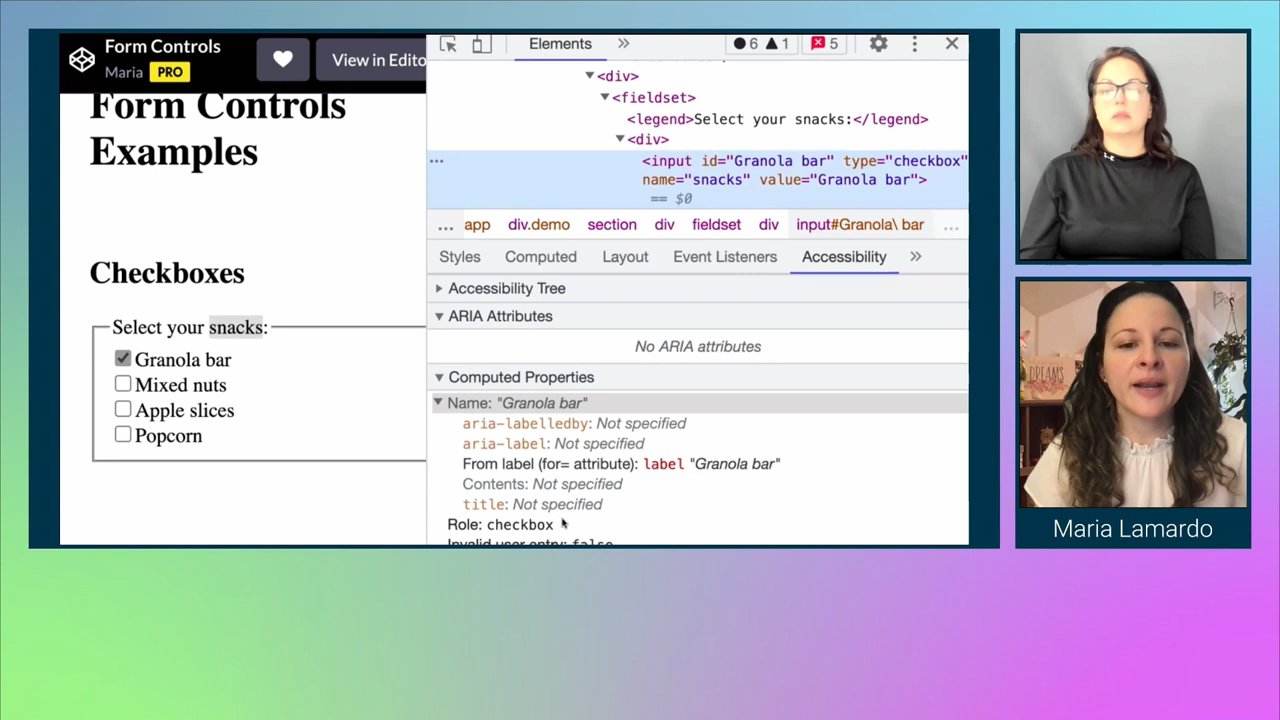 Form Controls
Maria PRO
View in Edito
Form Controls
Examples
Checkboxes
Select your snacks:
Granola bar
Mixed nuts
Apple slices
Popcorn
Elements
6 1 5
<div>
<fieldset>
<legend>Select your snacks:</legend>
<div>
<input id="Granola bar" type="checkbox"
name="snacks" value="Granola bar">
== $0
... app div.demo section div fieldset div input#Granola\ bar ...
Styles Computed Layout Event Listeners Accessibility
Accessibility Tree
ARIA Attributes
No ARIA attributes
Computed Properties
Name: "Granola bar"
aria-labelledby: Not specified
aria-label: Not specified
From label (for= attribute): label "Granola bar"
Contents: Not specified
title: Not specified
Role: checkbox
Invalid user entry: false
DREAMS
Maria Lamardo